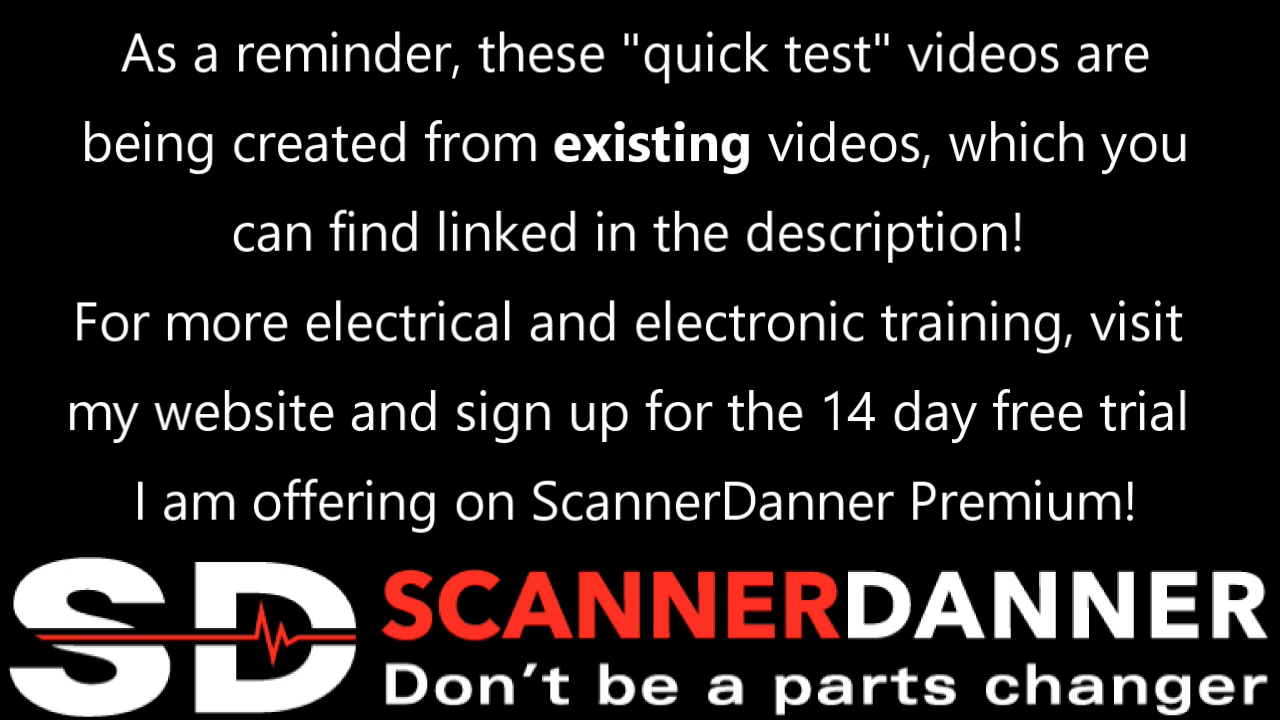 As a reminder, these "quick test" videos are
being created from existing videos, which you
can find linked in the description!
For more electrical and electronic training, visit
my website and sign up for the 14 day free trial
I am offering on ScannerDanner Premium!
SD SCANNERDANNER
Don't be a parts changer